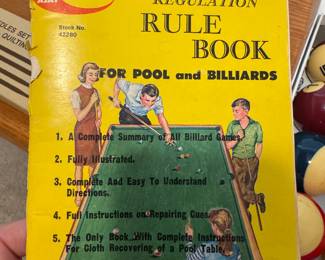 Stock No.
42280
REGULATION
RULE
BOOK
FOR POOL and BILLIARDS
1. A Complete Summary of All Billiard Games
2. Fully Illustrated.
3. Complete And Easy To Understand
Directions.
4. Full Instructions on Repairing Cues.
5. The Only Book With Complete Instructions
For Cloth Recovering of a Pool Table.